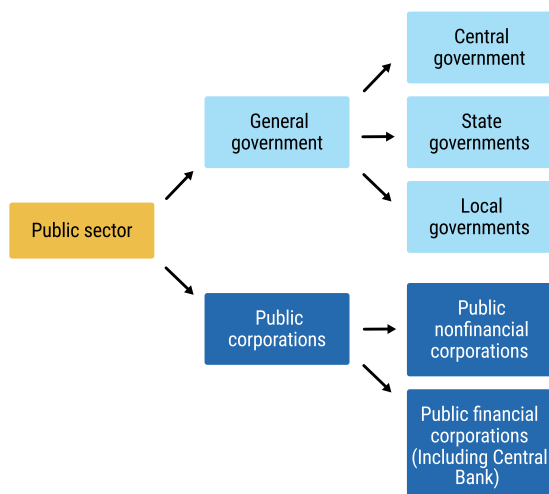 Central
government
General
government
State
governments
Local
governments
Public sector
Public
corporations
Public
nonfinancial
corporations
Public financial
corporations
(Including Central
Bank)